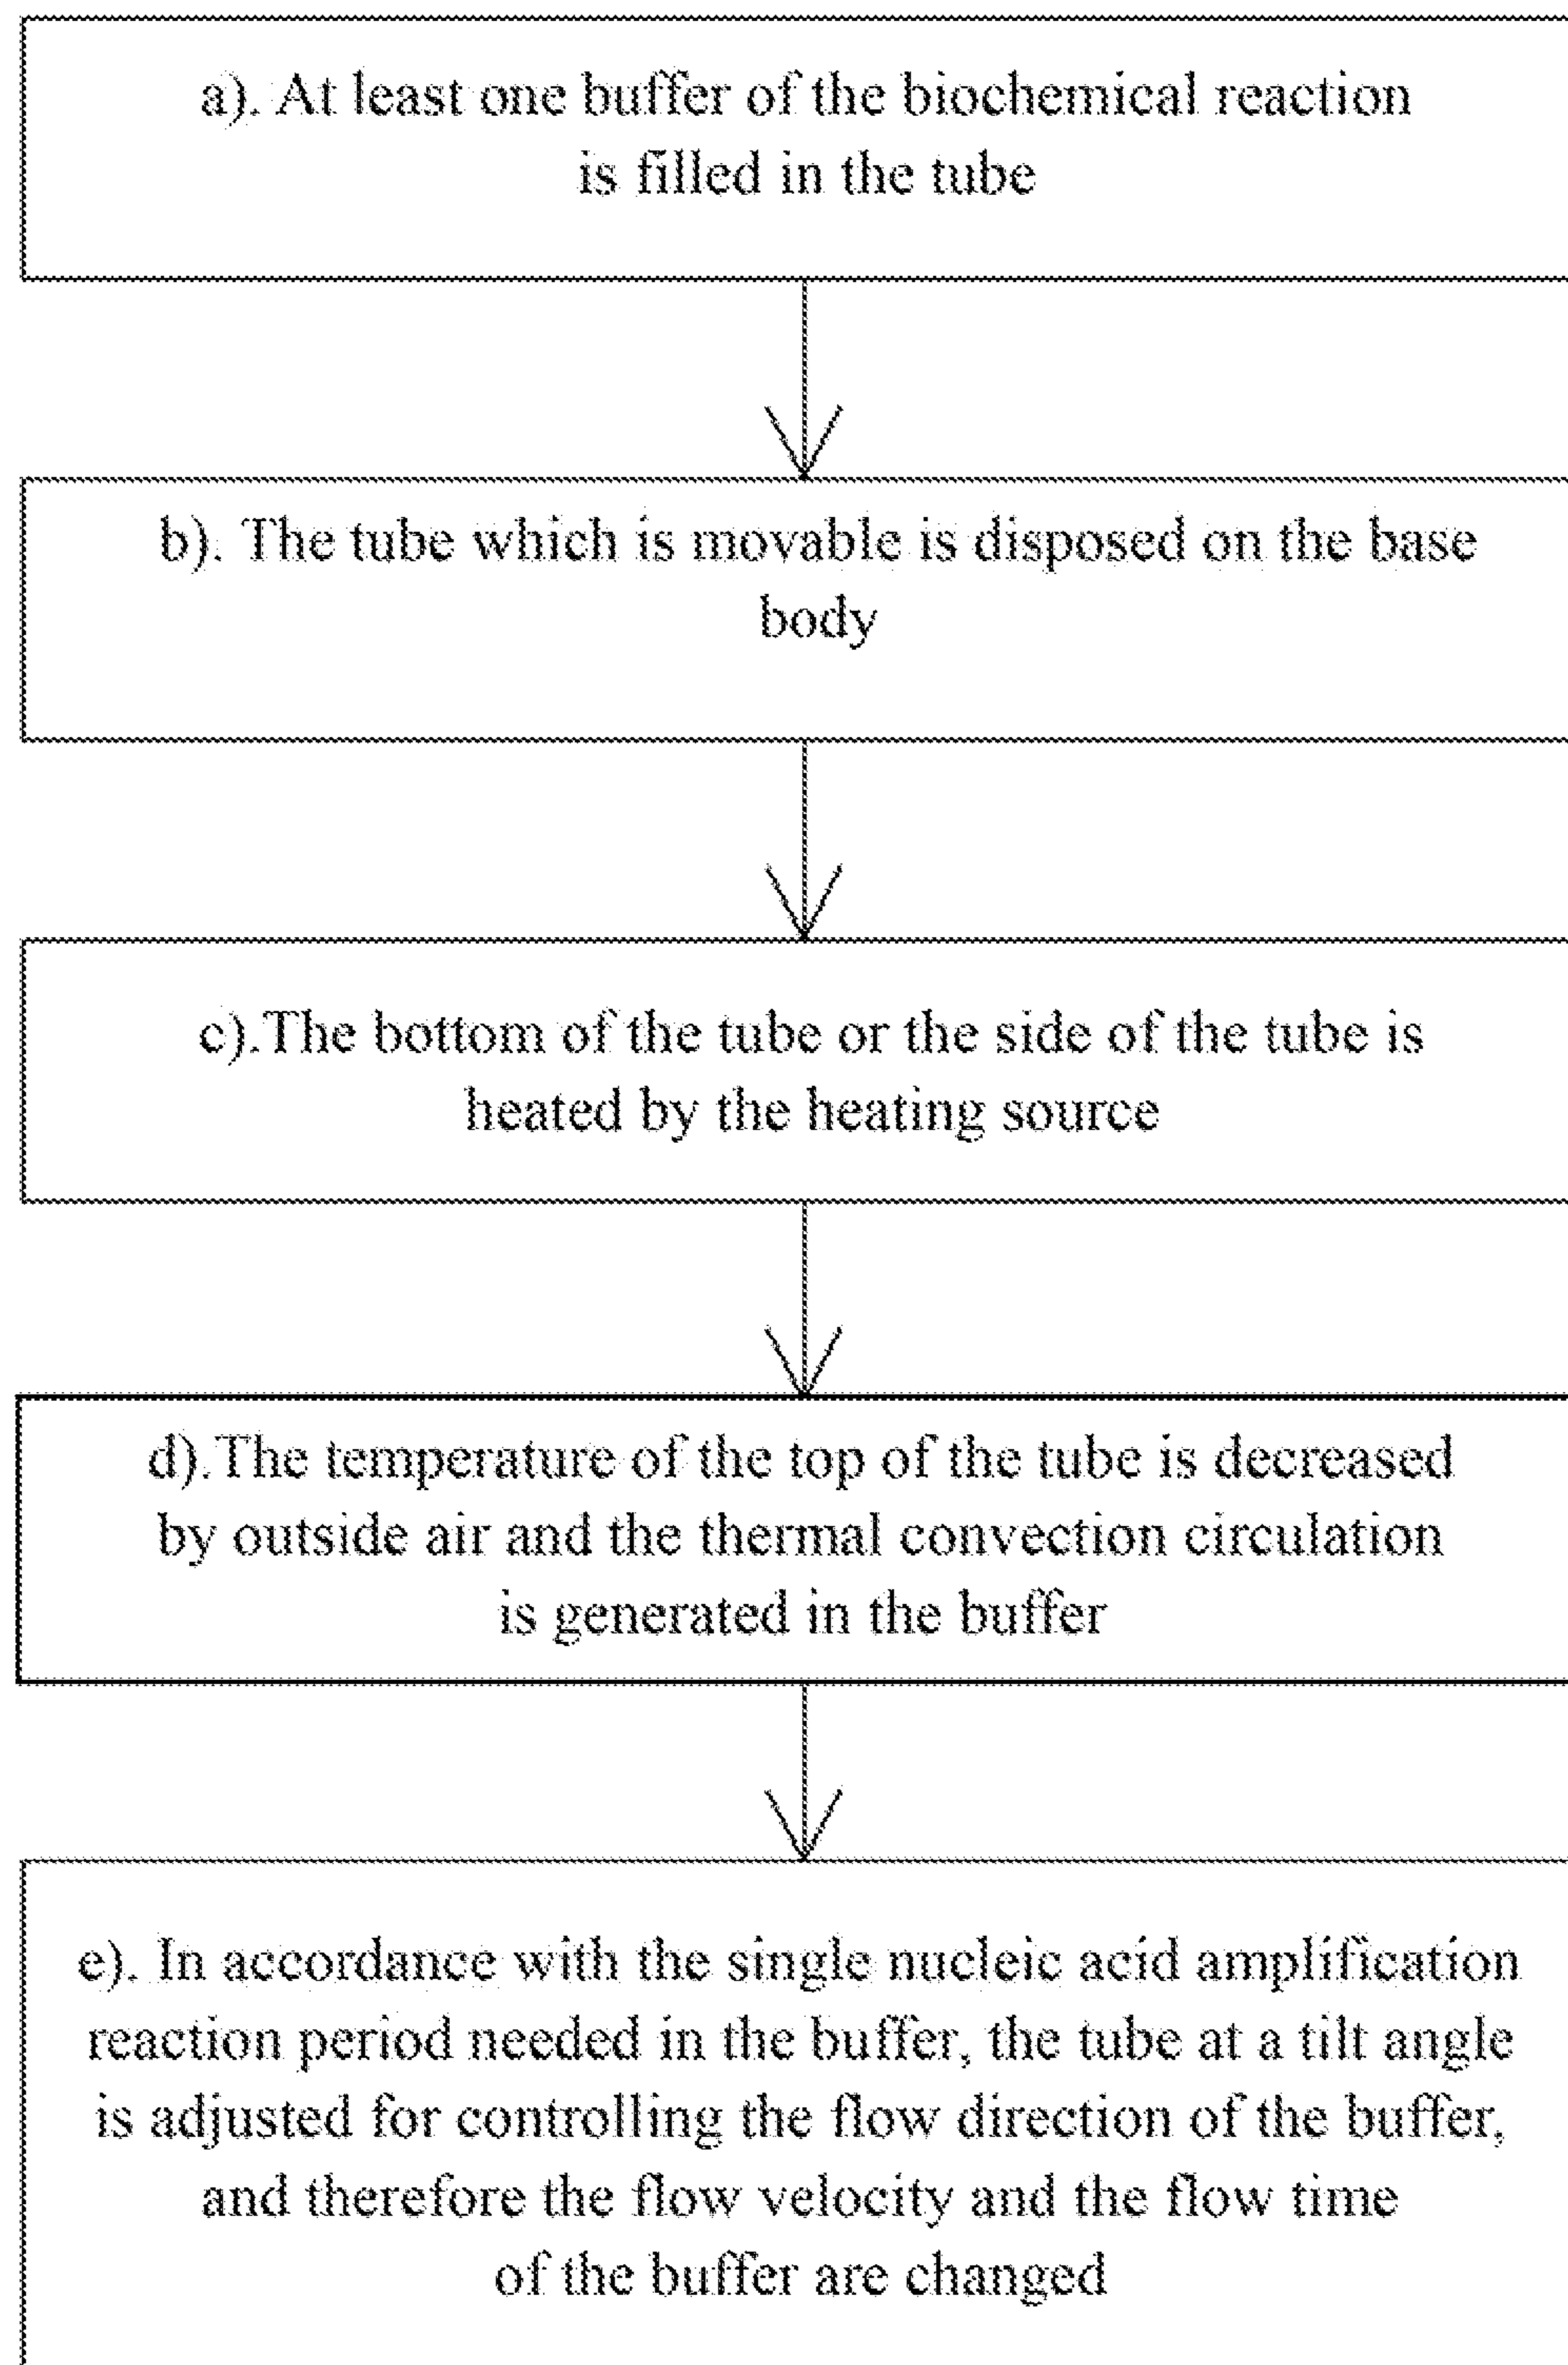 a). At least one buffer of the biochemical reaction
is filled in the tube
b). The tube which is movable is disposed on the base
body
c).The bottom of the tube or the side of the tube is
heated by the heating source
d).The temperature of the top of the tube is decreased
by outside air and the thermal convection circulation
is generated in the buffer
e). In accordance with the single nucleic acid amplification
reaction period needed in the buffer, the tube at a tilt angle
is adjusted for controlling the flow direction of the buffer,
and therefore the flow velocity and the flow time
of the buffer are changed